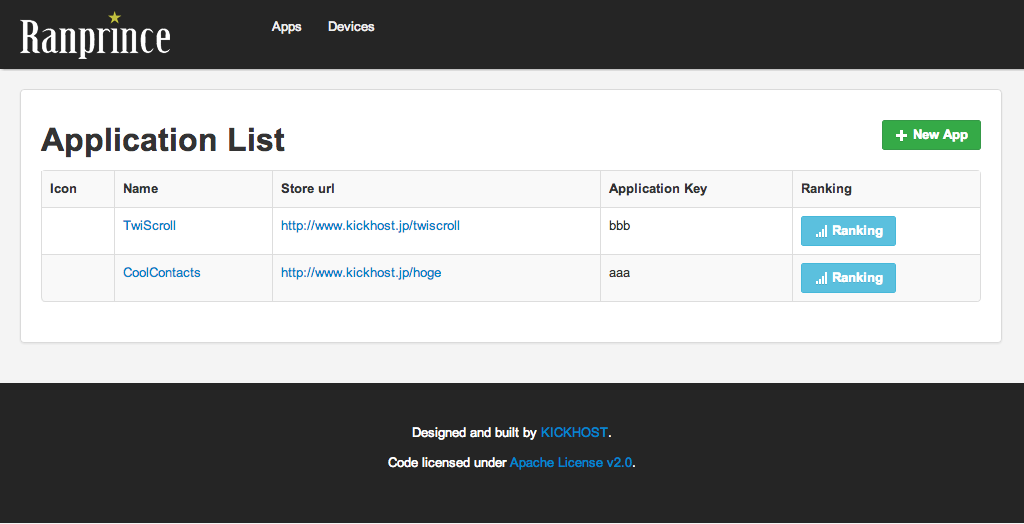 Ranprince Apps Devices
Application List
New App
Icon Name Store url Application Key Ranking
TwiScroll http://www.kickhost.jp/twiscroll bbb Ranking
CoolContacts http://www.kickhost.jp/hoge aaa Ranking
Designed and built by KICKHOST.
Code licensed under Apache License v2.0.